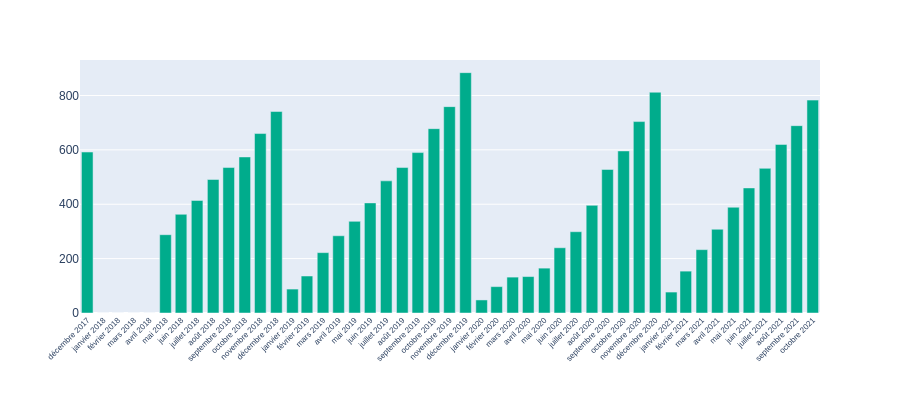 800
600
400
200
0
décembre 2017
janvier 2018
février 2018
mars 2018
avril 2018
mai 2018
juin 2018
juillet 2018
août 2018
septembre 2018
octobre 2018
novembre 2018
décembre 2018
janvier 2019
février 2019
mars 2019
avril 2019
mai 2019
juin 2019
juillet 2019
août 2019
septembre 2019
octobre 2019
novembre 2019
décembre 2019
janvier 2020
février 2020
mars 2020
avril 2020
mai 2020
juin 2020
juillet 2020
août 2020
septembre 2020
octobre 2020
novembre 2020
décembre 2020
janvier 2021
février 2021
mars 2021
avril 2021
mai 2021
juin 2021
juillet 2021
août 2021
septembre 2021
octobre 2021